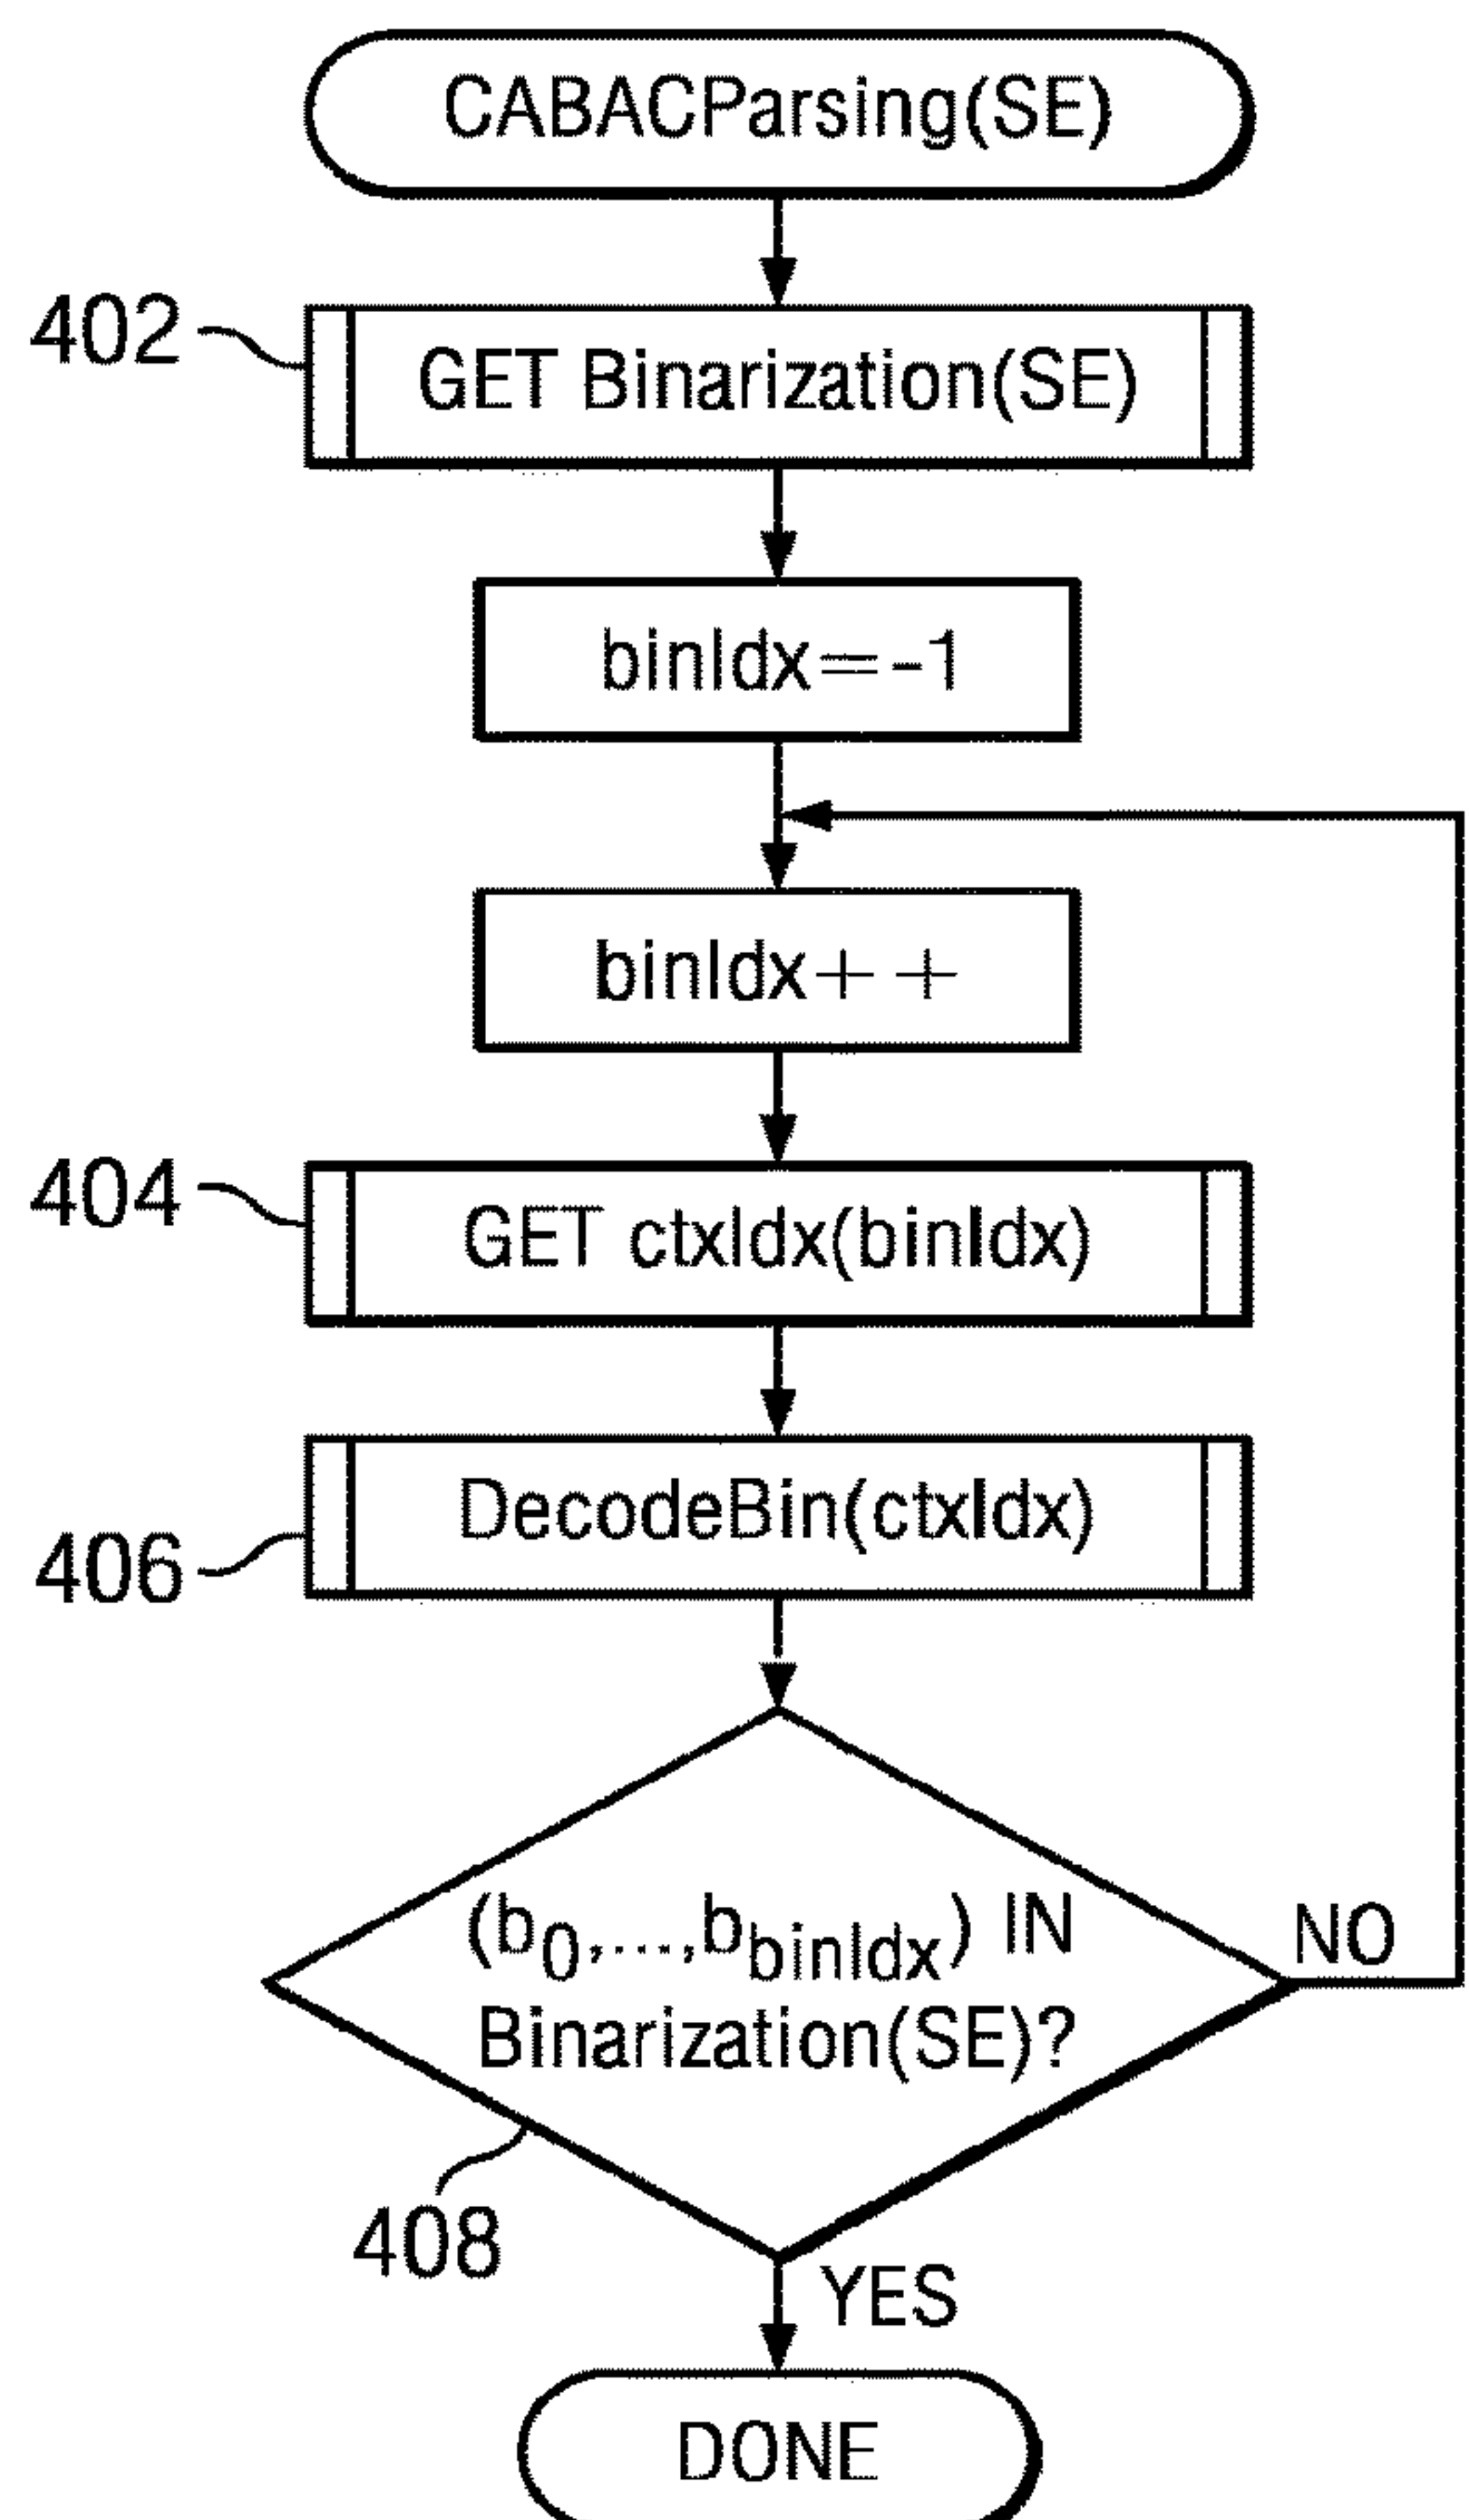 CABACParsing(SE)
402
GET Binarization(SE)
binIdx=-1
binIdx++
404
GET ctxIdx(binIdx)
DecodeBin(ctxIdx)
406
(b0,...,bbinIdx) IN
NO
Binarization(SE)?
408
YES
DONE